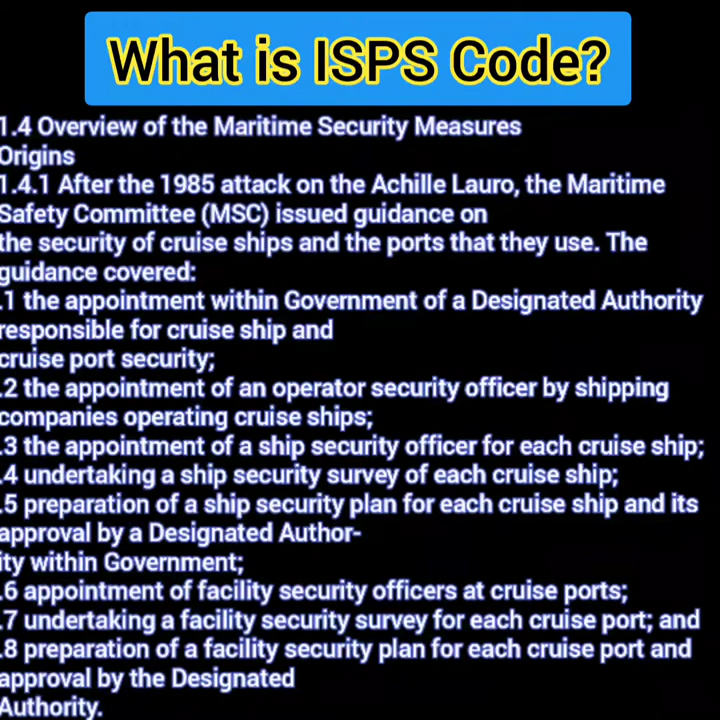 What is ISPS Code?
1.4 Overview of the Maritime Security Measures
Origins
1.4.1 After the 1985 attack on the Achille Lauro, the Maritime
Safety Committee (MSC) issued guidance on
the security of cruise ships and the ports that they use. The
guidance covered:
.1 the appointment within Government of a Designated Authority
responsible for cruise ship and
cruise port security;
.2 the appointment of an operator security officer by shipping
companies operating cruise ships;
.3 the appointment of a ship security officer for each cruise ship;
.4 undertaking a ship security survey of each cruise ship;
.5 preparation of a ship security plan for each cruise ship and its
approval by a Designated Author-
ity within Government;
.6 appointment of facility security officers at cruise ports;
.7 undertaking a facility security survey for each cruise port; and
.8 preparation of a facility security plan for each cruise port and
approval by the Designated
Authority.